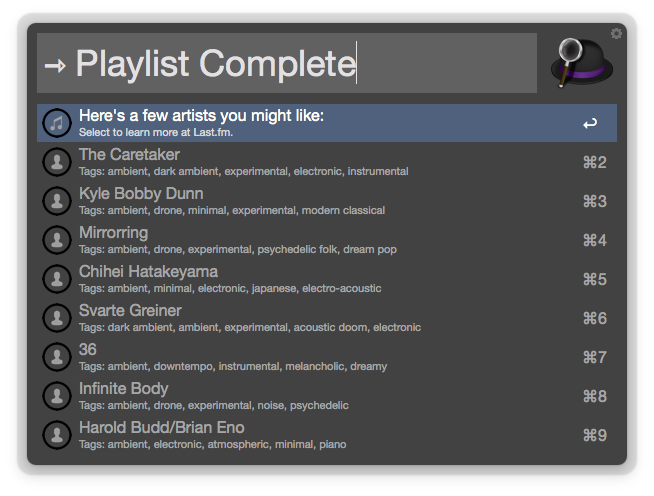 → Playlist Complete
Here's a few artists you might like:
Select to learn more at Last.fm.
↩
The Caretaker
Tags: ambient, dark ambient, experimental, electronic, instrumental
⌘2
Kyle Bobby Dunn
Tags: ambient, drone, minimal, experimental, modern classical
⌘3
Mirrorring
Tags: ambient, drone, experimental, psychedelic folk, dream pop
⌘4
Chihei Hatakeyama
Tags: ambient, minimal, electronic, japanese, electro-acoustic
⌘5
Svarte Greiner
Tags: dark ambient, ambient, experimental, acoustic doom, electronic
⌘6
36
Tags: ambient, downtempo, instrumental, melancholic, dreamy
⌘7
Infinite Body
Tags: ambient, drone, experimental, noise, psychedelic
⌘8
Harold Budd/Brian Eno
Tags: ambient, electronic, atmospheric, minimal, piano
⌘9